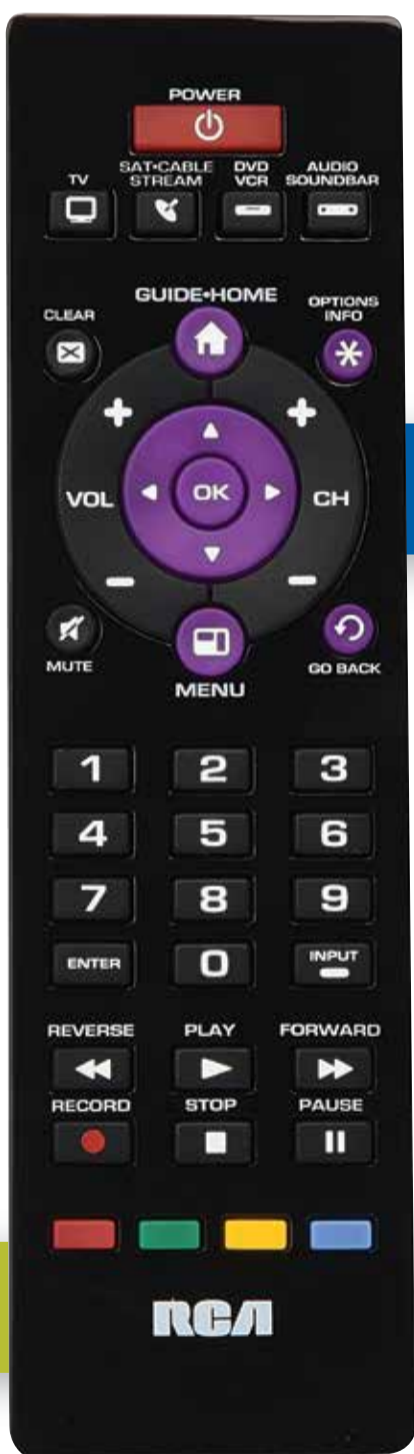 POWER
TV
SAT•CABLE
STREAM
DVD
VCR
AUDIO
SOUNDBAR
GUIDE•HOME
CLEAR
OPTIONS
INFO
+ +
VOL OK CH
- -
MUTE
MENU
GO BACK
1 2 3
4 5 6
7 8 9
ENTER 0 INPUT
REVERSE PLAY FORWARD
RECORD STOP PAUSE
RCA